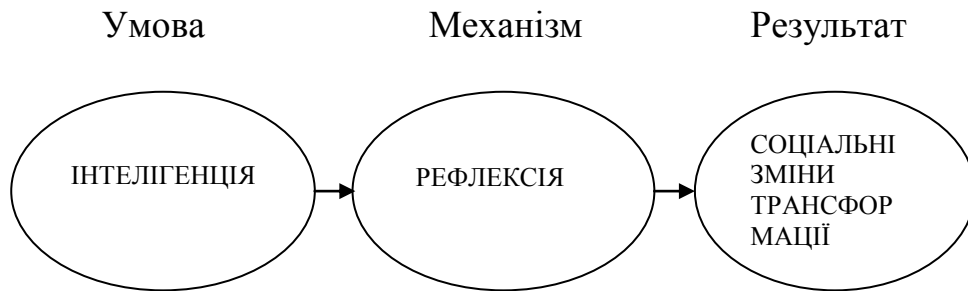 Умова Механізм Результат
ІНТЕЛІГЕНЦІЯ
РЕФЛЕКСІЯ
СОЦІАЛЬНІ
ЗМІНИ
ТРАНСФОР
МАЦІЇ